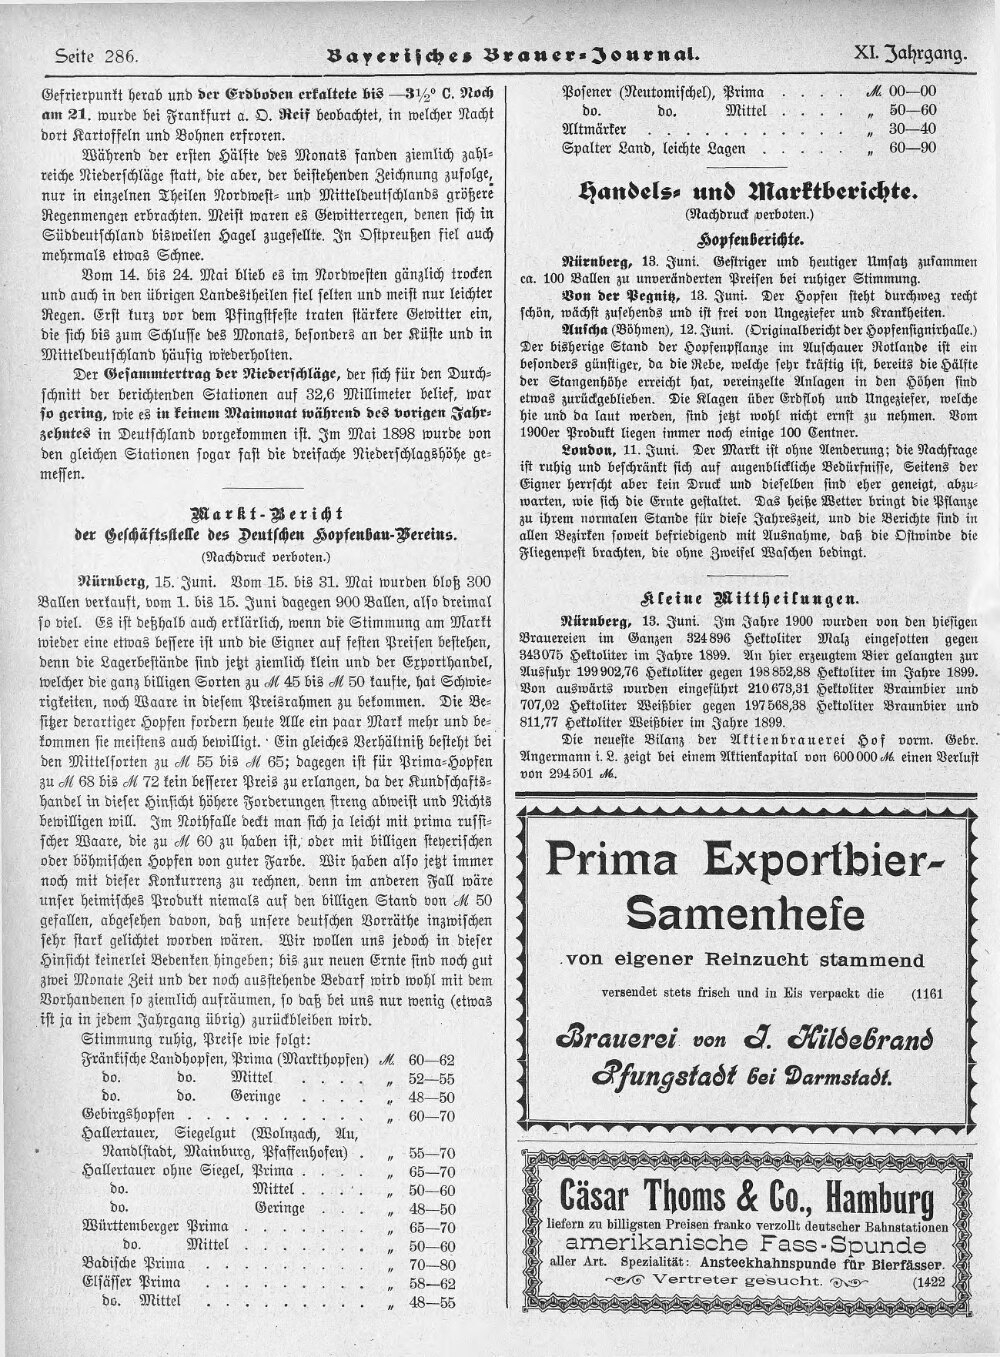 Seite 286.
Bayerisches Brauer-Journal.
XI. Jahrgang.
Gefrierpunkt herab und der Erdboden erkaltete bis —3½° C. Noch
am 21. wurde bei Frankfurt a. O. Reif beobachtet, in welcher Nacht
dort Kartoffeln und Bohnen erfroren.
Während der ersten Hälfte des Monats fanden ziemlich zahl-
reiche Niederschläge statt, die aber, der beistehenden Zeichnung zufolge,
nur in einzelnen Theilen Nordwest- und Mitteldeutschlands größere
Regenmengen erbrachten. Meist waren es Gewitterregen, denen sich in
Süddeutschland bisweilen Hagel zugesellte. In Ostpreußen fiel auch
mehrmals etwas Schnee.
Vom 14. bis 24. Mai blieb es im Nordwesten gänzlich trocken
und auch in den übrigen Landestheilen fiel selten und meist nur leichter
Regen. Erst kurz vor dem Pfingstfeste traten stärkere Gewitter ein,
die sich bis zum Schlusse des Monats, besonders an der Küste und in
Mitteldeutschland häufig wiederholten.
Der Gesammtertrag der Niederschläge, der sich für den Durch-
schnitt der berichtenden Stationen auf 32,6 Millimeter belief, war
so gering, wie es in keinem Maimonat während des vorigen Jahr-
zehntes in Deutschland vorgekommen ist. Im Mai 1898 wurde von
den gleichen Stationen sogar fast die dreifache Niederschlagshöhe ge-
messen.
Markt-Bericht
der Geschäftsstelle des Deutschen Hopfenbau-Vereins.
(Nachdruck verboten.)
Nürnberg, 15. Juni. Vom 15. bis 31. Mai wurden bloß 300
Ballen verkauft, vom 1. bis 15. Juni dagegen 900 Ballen, also dreimal
so viel. Es ist deßhalb auch erklärlich, wenn die Stimmung am Markt
wieder eine etwas bessere ist und die Eigner auf festen Preisen bestehen,
denn die Lagerbestände sind jetzt ziemlich klein und der Exporthandel,
welcher die ganz billigen Sorten zu M 45 bis M 50 kaufte, hat Schwie-
rigkeiten, noch Waare in diesem Preisrahmen zu bekommen. Die Be-
sitzer derartiger Hopfen fordern heute Alle ein paar Mark mehr und be-
kommen sie meistens auch bewilligt. Ein gleiches Verhältniß besteht bei
den Mittelsorten zu M 55 bis M 65; dagegen ist für Prima-Hopfen
zu M 68 bis M 72 kein besserer Preis zu erlangen, da der Kundschafts-
handel in dieser Hinsicht höhere Forderungen streng abweist und Nichts
bewilligen will. Im Nothfalle deckt man sich ja leicht mit prima russi-
scher Waare, die zu M 60 zu haben ist, oder mit billigen steyerischen
oder böhmischen Hopfen von guter Farbe. Wir haben also jetzt immer
noch mit dieser Konkurrenz zu rechnen, denn im anderen Fall wäre
unser heimisches Produkt niemals auf den billigen Stand von M 50
gefallen, abgesehen davon, daß unsere deutschen Vorräthe inzwischen
sehr stark gelichtet worden wären. Wir wollen uns jedoch in dieser
Hinsicht keinerlei Bedenken hingeben; bis zur neuen Ernte sind noch gut
zwei Monate Zeit und der noch ausstehende Bedarf wird wohl mit dem
Vorhandenen so ziemlich aufräumen, so daß bei uns nur wenig (etwas
ist ja in jedem Jahrgang übrig) zurückbleiben wird.
Stimmung ruhig, Preise wie folgt:
Fränkische Landhopfen, Prima (Markthopfen) M. 60—62
do. do. Mittel . . . . „ 52—55
do. do. Geringe . . . . „ 48—50
Gebirgshopfen . . . . . . . . . . „ 60—70
Hallertauer, Siegelgut (Wolnzach, Au,
Nandlstadt, Mainburg, Pfaffenhofen) . „ 55—70
Hallertauer ohne Siegel, Prima . . . . „ 65—70
do. Mittel . . . . „ 50—60
do. Geringe . . . „ 48—50
Württemberger Prima . . . . . . . „ 65—70
do. Mittel . . . . . . . „ 50—60
Badische Prima . . . . . . . . . „ 70—80
Elsässer Prima . . . . . . . . . „ 58—62
do. Mittel . . . . . . . . . „ 48—55
Posener (Neutomischel), Prima . . . . M. 00—00
do. do. Mittel . . . . „ 50—60
Altmärker . . . . . . . . . . „ 30—40
Spalter Land, leichte Lagen . . . . . „ 60—90
Handels- und Marktberichte.
(Nachdruck verboten.)
Hopfenberichte.
Nürnberg, 13. Juni. Gestriger und heutiger Umsatz zusammen
ca. 100 Ballen zu unveränderten Preisen bei ruhiger Stimmung.
Von der Pegnitz, 13. Juni. Der Hopfen steht durchweg recht
schön, wächst zusehends und ist frei von Ungeziefer und Krankheiten.
Auscha (Böhmen), 12. Juni. (Originalbericht der Hopfensignirhalle.)
Der bisherige Stand der Hopfenpflanze im Auschauer Rotlande ist ein
besonders günstiger, da die Rebe, welche sehr kräftig ist, bereits die Hälfte
der Stangenhöhe erreicht hat, vereinzelte Anlagen in den Höhen sind
etwas zurückgeblieben. Die Klagen über Erdfloh und Ungeziefer, welche
hie und da laut werden, sind jetzt wohl nicht ernst zu nehmen. Vom
1900er Produkt liegen immer noch einige 100 Centner.
London, 11. Juni. Der Markt ist ohne Aenderung; die Nachfrage
ist ruhig und beschränkt sich auf augenblickliche Bedürfnisse, Seitens der
Eigner herrscht aber kein Druck und dieselben sind eher geneigt, abzu-
warten, wie sich die Ernte gestaltet. Das heiße Wetter bringt die Pflanze
zu ihrem normalen Stande für diese Jahreszeit, und die Berichte sind in
allen Bezirken soweit befriedigend mit Ausnahme, daß die Ostwinde die
Fliegenpest brachten, die ohne Zweifel Waschen bedingt.
Kleine Mittheilungen.
Nürnberg, 13. Juni. Im Jahre 1900 wurden von den hiesigen
Brauereien im Ganzen 324 896 Hektoliter Malz eingesotten gegen
343 075 Hektoliter im Jahre 1899. An hier erzeugtem Bier gelangten zur
Ausfuhr 199 902,76 Hektoliter gegen 198 852,88 Hektoliter im Jahre 1899.
Von auswärts wurden eingeführt 210 673,31 Hektoliter Braunbier und
707,02 Hektoliter Weißbier gegen 197 568,38 Hektoliter Braunbier und
811,77 Hektoliter Weißbier im Jahre 1899.
Die neueste Bilanz der Aktienbrauerei Hof vorm. Gebr.
Angermann i. L. zeigt bei einem Aktienkapital von 600 000 M. einen Verlust
von 294 501 M.
Prima Exportbier-
Samenhefe
von eigener Reinzucht stammend
versendet stets frisch und in Eis verpackt die (1161
Brauerei von J. Hildebrand
Pfungstadt bei Darmstadt.
Cäsar Thoms & Co., Hamburg
liefern zu billigsten Preisen franko verzollt deutscher Bahnstationen
amerikanische Fass-Spunde
aller Art. Spezialität: Ansteekhahnspunde für Bierfässer.
Vertreter gesucht. (1422